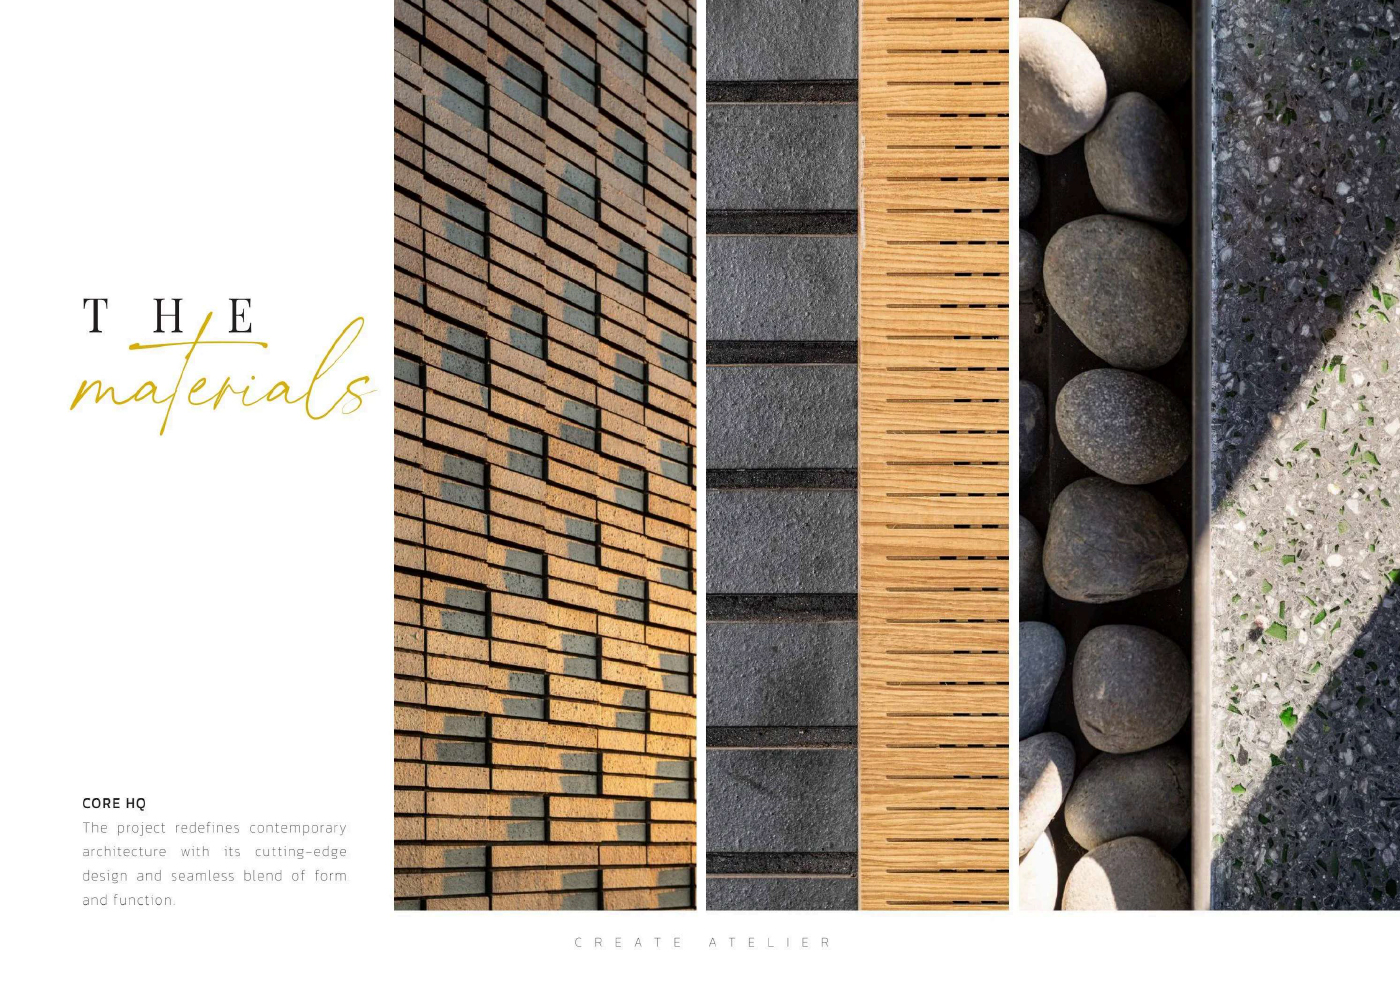 THE
materials
CORE HQ
The project redefines contemporary
architecture with its cutting-edge
design and seamless blend of form
and function.
CREATE ATELIER